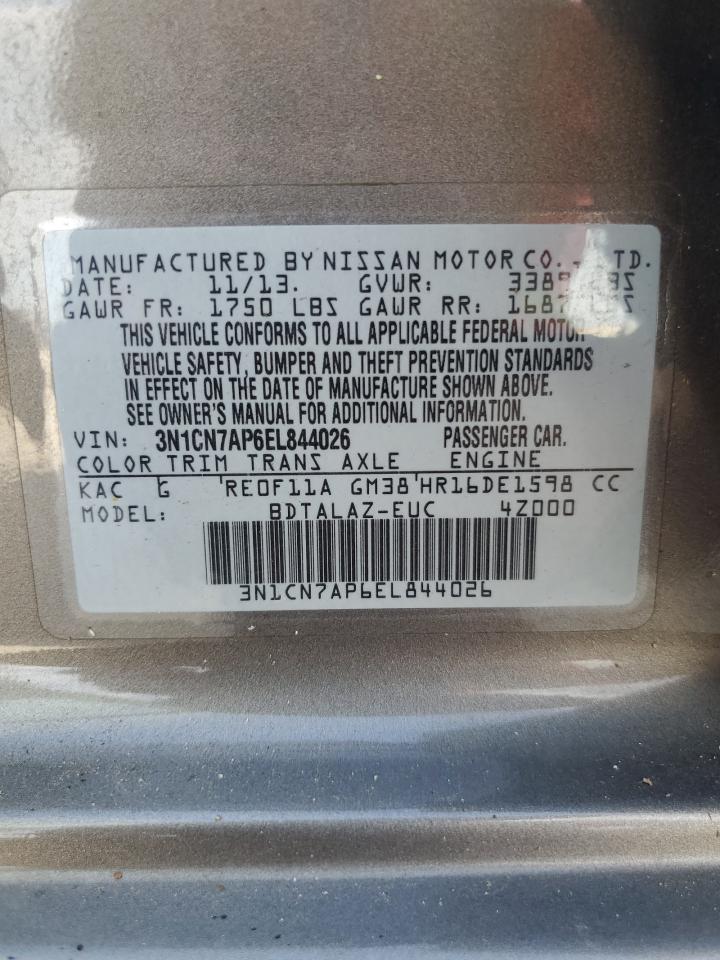 MANUFACTURED BY NISSAN MOTOR CO., LTD.
DATE: 11/13. GVWR:
GAWR FR: 1750 LBS GAWR RR:
THIS VEHICLE CONFORMS TO ALL APPLICABLE FEDERAL MOTOR
VEHICLE SAFETY, BUMPER AND THEFT PREVENTION STANDARDS
IN EFFECT ON THE DATE OF MANUFACTURE SHOWN ABOVE.
SEE OWNER'S MANUAL FOR ADDITIONAL INFORMATION.
VIN: 3N1CN7AP6EL844026 PASSENGER CAR.
COLOR TRIM TRANS AXLE ENGINE
KAC G RE0F11A GM38 HR16DE1598 CC
MODEL: BDTALAZ-EUC 4Z000
3N1CN7AP6EL844026